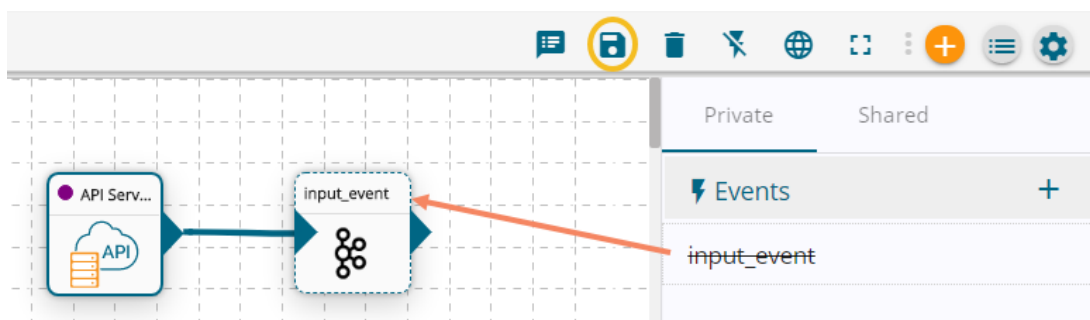 Private Shared
API Serv... input_event
Events +
API
input_event